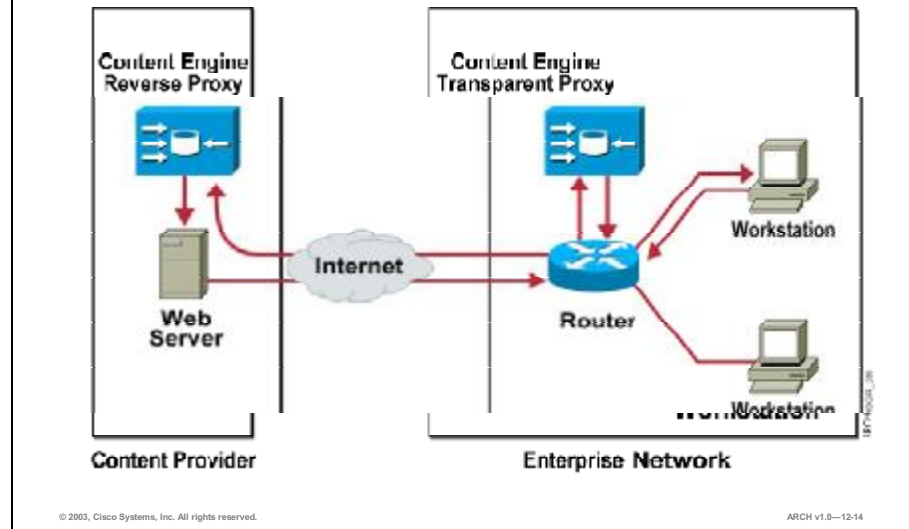 Content Engine
Reverse Proxy
Content Engine
Transparent Proxy
Internet
Workstation
Web
Server
Router
Workstation
Content Provider
Enterprise Network
© 2003, Cisco Systems, Inc. All rights reserved.
ARCH v1.0—12-14